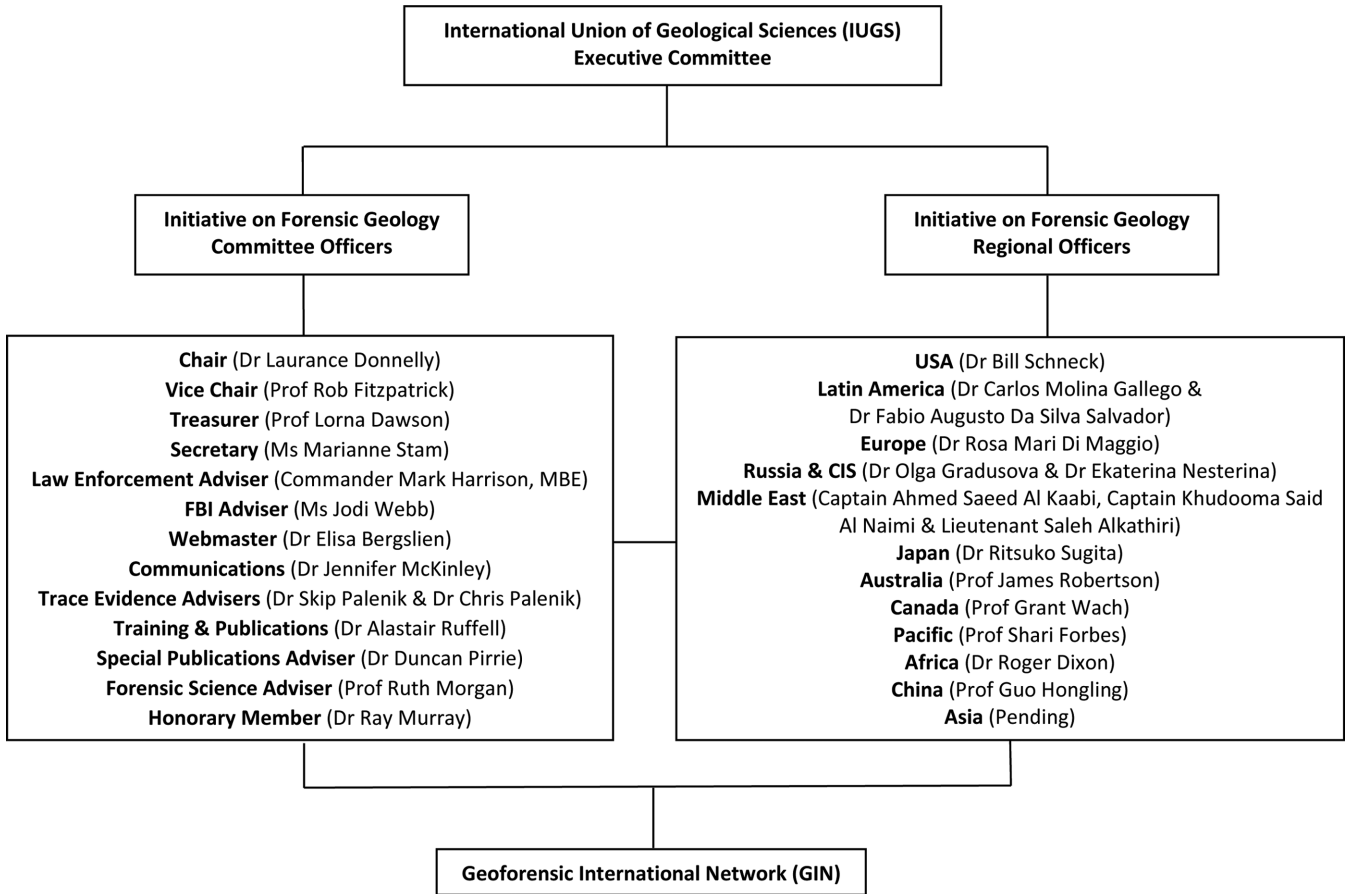 International Union of Geological Sciences (IUGS)
Executive Committee
Initiative on Forensic Geology
Committee Officers
Initiative on Forensic Geology
Regional Officers
Chair (Dr Laurance Donnelly)
Vice Chair (Prof Rob Fitzpatrick)
Treasurer (Prof Lorna Dawson)
Secretary (Ms Marianne Stam)
Law Enforcement Adviser (Commander Mark Harrison, MBE)
FBI Adviser (Ms Jodi Webb)
Webmaster (Dr Elisa Bergslien)
Communications (Dr Jennifer McKinley)
Trace Evidence Advisers (Dr Skip Palenik & Dr Chris Palenik)
Training & Publications (Dr Alastair Ruffell)
Special Publications Adviser (Dr Duncan Pirrie)
Forensic Science Adviser (Prof Ruth Morgan)
Honorary Member (Dr Ray Murray)
USA (Dr Bill Schneck)
Latin America (Dr Carlos Molina Gallego &
Dr Fabio Augusto Da Silva Salvador)
Europe (Dr Rosa Mari Di Maggio)
Russia & CIS (Dr Olga Gradusova & Dr Ekaterina Nesterina)
Middle East (Captain Ahmed Saeed Al Kaabi, Captain Khudooma Said
Al Naimi & Lieutenant Saleh Alkathiri)
Japan (Dr Ritsuko Sugita)
Australia (Prof James Robertson)
Canada (Prof Grant Wach)
Pacific (Prof Shari Forbes)
Africa (Dr Roger Dixon)
China (Prof Guo Hongling)
Asia (Pending)
Geoforensic International Network (GIN)